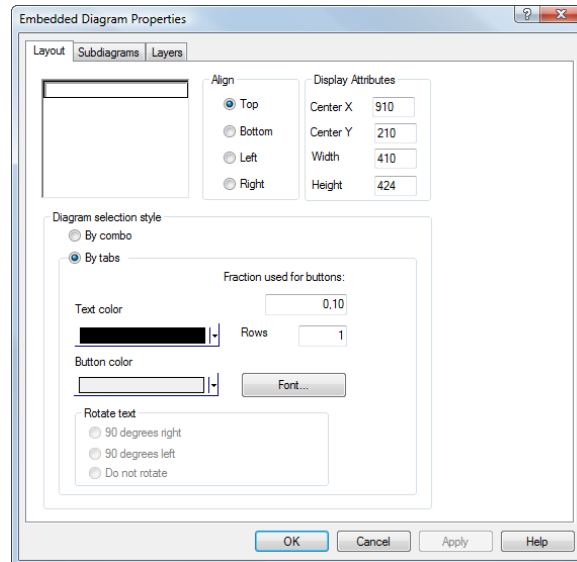 Embedded Diagram Properties
?
Layout
Subdiagrams
Layers
Align
Top
Bottom
Left
Right
Display Attributes
Center X 910
Center Y 210
Width 410
Height 424
Diagram selection style
By combo
By tabs
Fraction used for buttons:
0,10
Text color
Rows 1
Button color
Font...
Rotate text
90 degrees right
90 degrees left
Do not rotate
OK
Cancel
Apply
Help